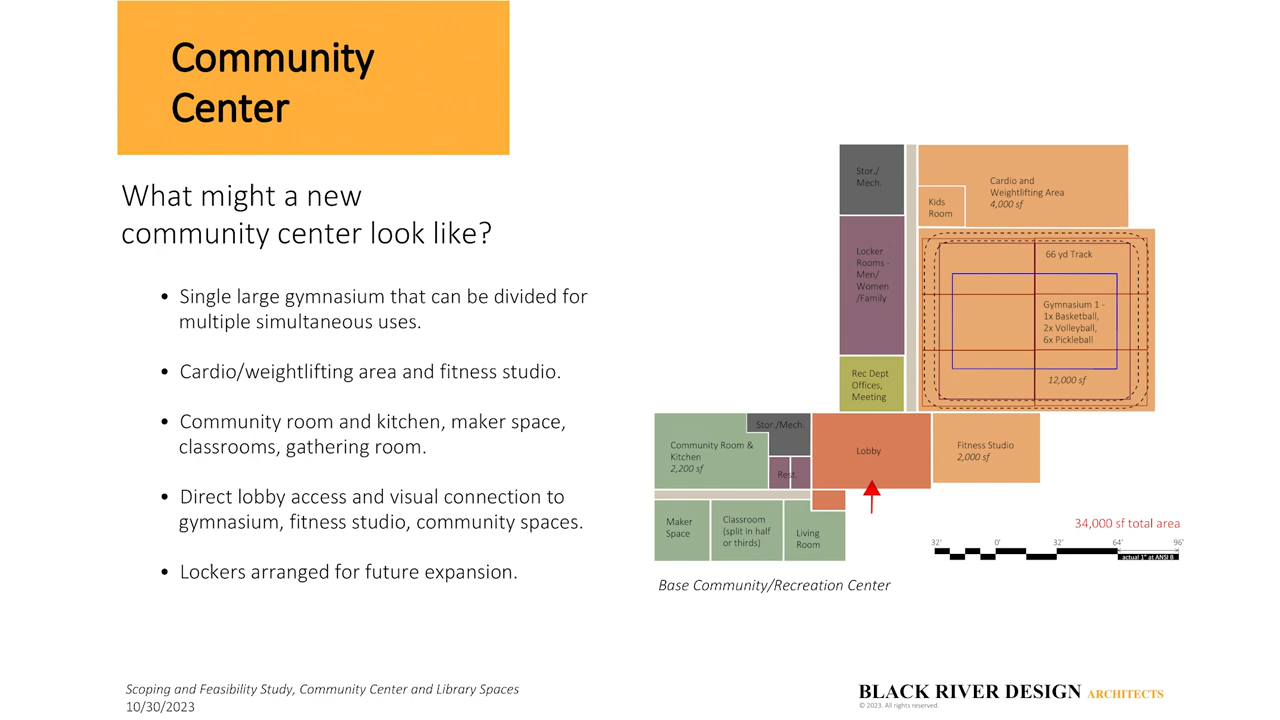 Community
Center
What might a new
community center look like?
• Single large gymnasium that can be divided for
multiple simultaneous uses.
• Cardio/weightlifting area and fitness studio.
• Community room and kitchen, maker space,
classrooms, gathering room.
• Direct lobby access and visual connection to
gymnasium, fitness studio, community spaces.
• Lockers arranged for future expansion.
Stor./
Mech.
Cardio and
Weightlifting Area
4,000 sf
Kids
Room
Locker
Rooms -
Men/
Women
/Family
66 yd Track
Gymnasium 1 -
1x Basketball,
2x Volleyball,
6x Pickleball
12,000 sf
Rec Dept
Offices,
Meeting
Stor./Mech.
Community Room &
Kitchen
2,200 sf
Rest.
Lobby
Fitness Studio
2,000 sf
Maker
Space
Classroom
(split in half
or thirds)
Living
Room
34,000 sf total area
32' 0' 32' 64' 96'
actual 1" at ANSI B
Base Community/Recreation Center
Scoping and Feasibility Study, Community Center and Library Spaces
10/30/2023
BLACK RIVER DESIGN ARCHITECTS
© 2023. All rights reserved.